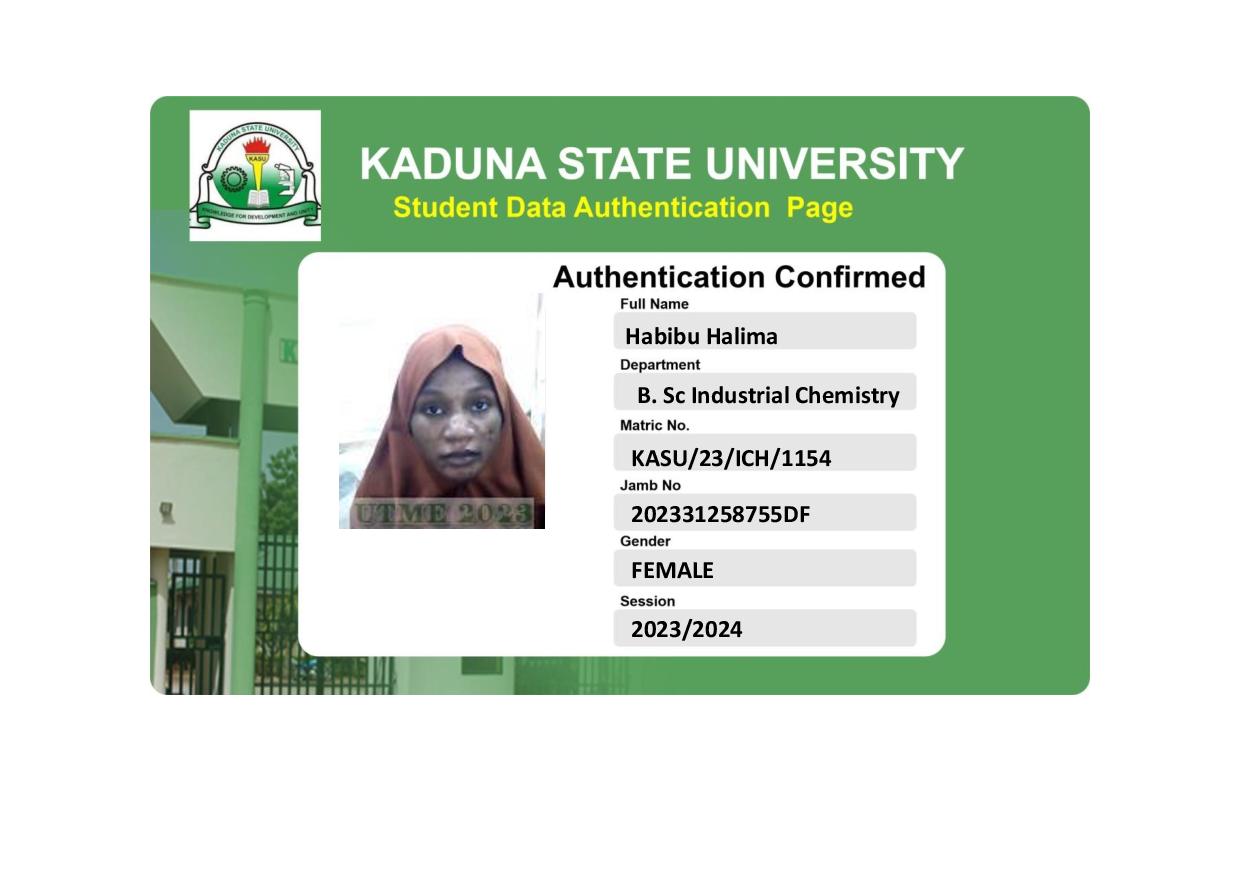 KADUNA STATE UNIVERSITY
KASU
KNOWLEDGE FOR DEVELOPMENT AND UNITY
KADUNA STATE UNIVERSITY
Student Data Authentication Page
Authentication Confirmed
Full Name
Habibu Halima
Department
B. Sc Industrial Chemistry
Matric No.
KASU/23/ICH/1154
Jamb No
202331258755DF
Gender
FEMALE
Session
2023/2024
UTME 2023
K